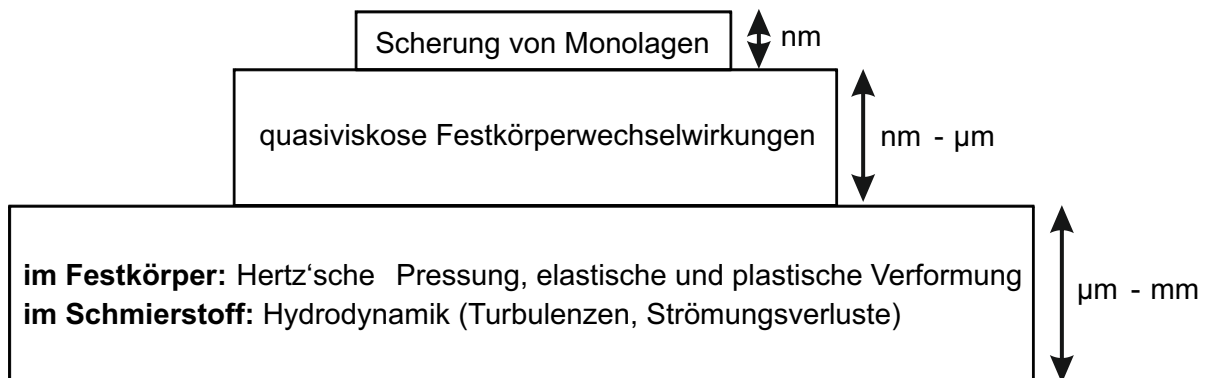 Scherung von Monolagen
nm
quasiviskose Festkörperwechselwirkungen
nm - µm
im Festkörper: Hertz‘sche Pressung, elastische und plastische Verformung
im Schmierstoff: Hydrodynamik (Turbulenzen, Strömungsverluste)
µm - mm